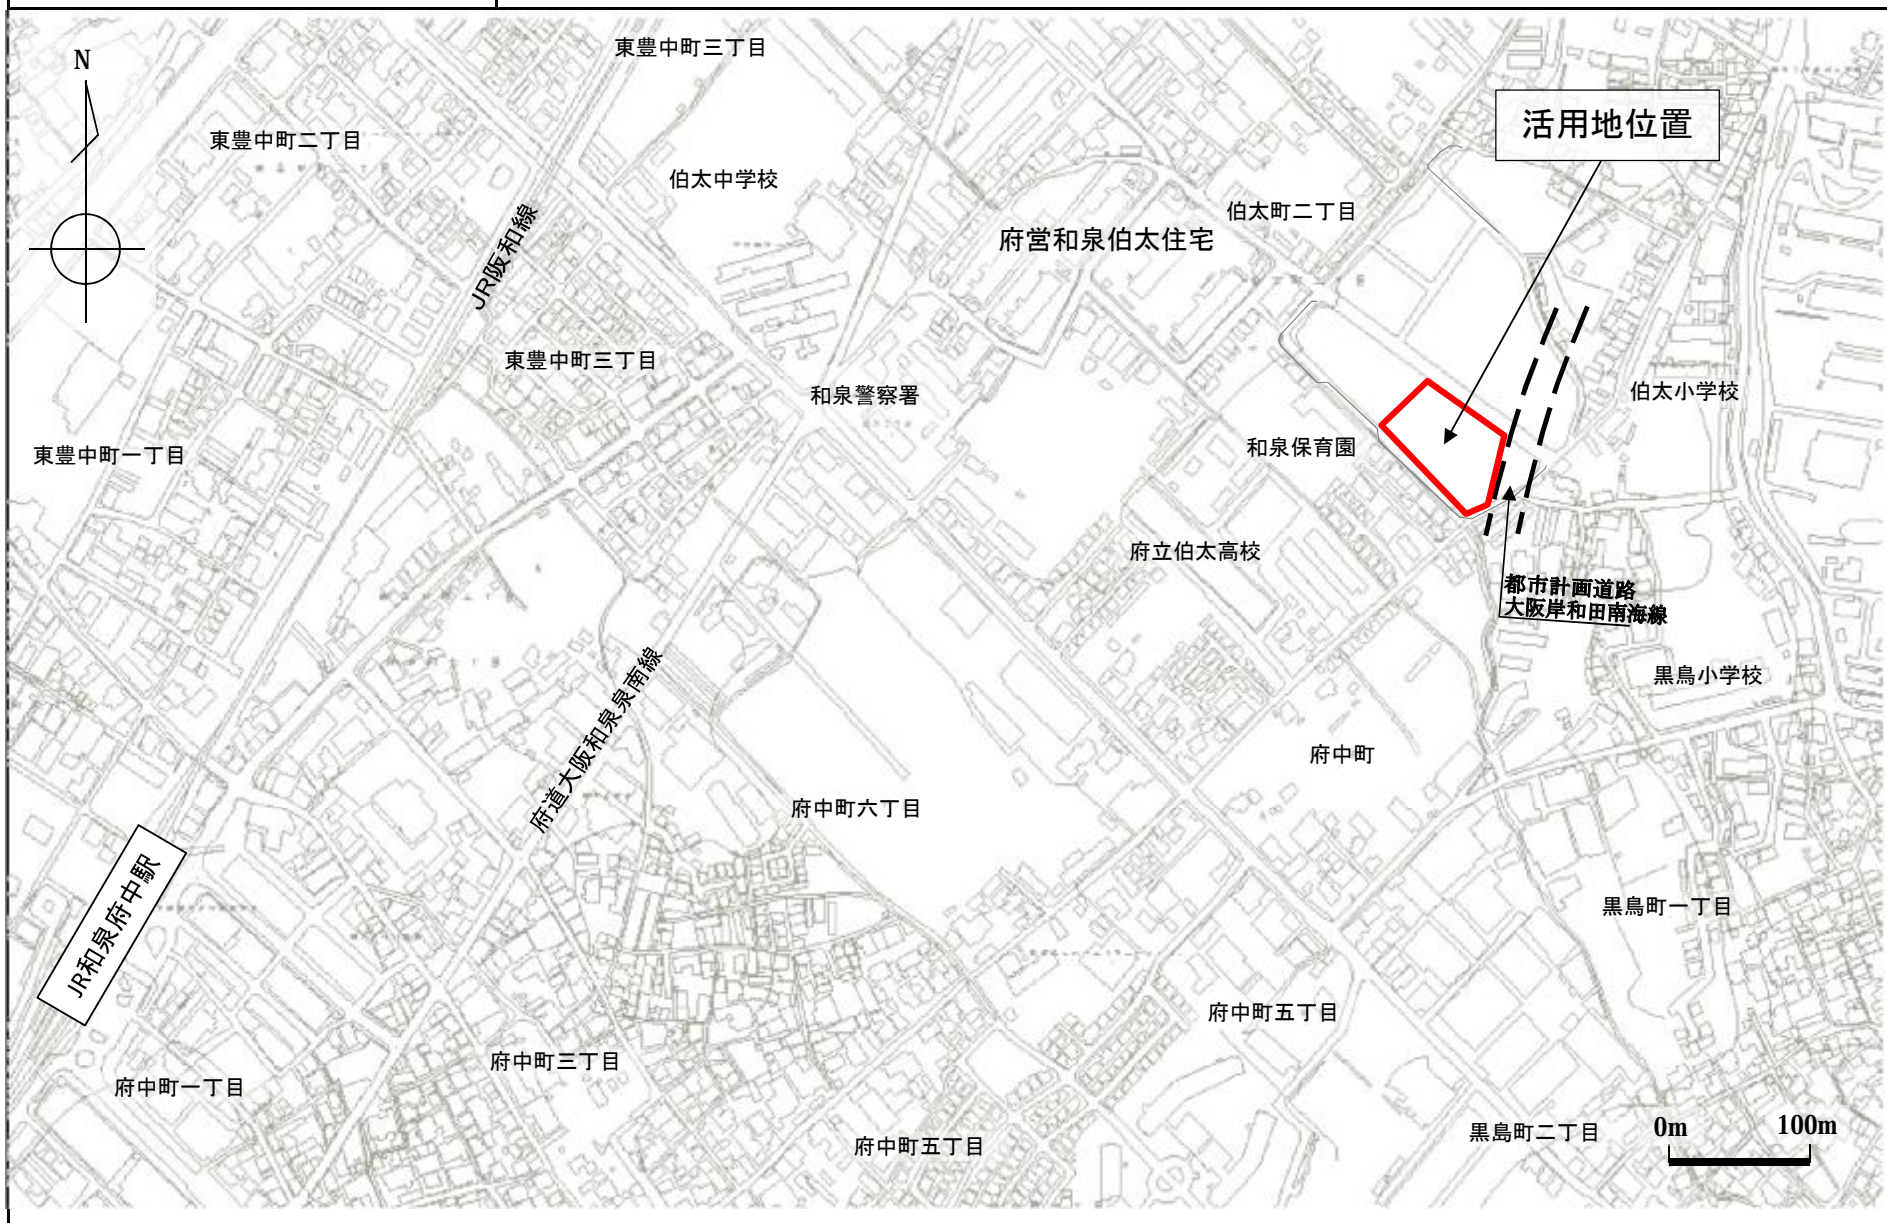 東豊中町三丁目
N
活用地位置
東豊中町二丁目
伯太中学校
伯太町二丁目
府営和泉伯太住宅
JR阪和線
東豊中町三丁目
和泉警察署
伯太小学校
東豊中町一丁目
和泉保育園
府立伯太高校
都市計画道路
大阪岸和田南海線
黒鳥小学校
府道大阪和泉泉南線
府中町
府中町六丁目
JR和泉府中駅
黒鳥町一丁目
府中町五丁目
府中町三丁目
府中町一丁目
府中町五丁目
黒島町二丁目
0m
100m